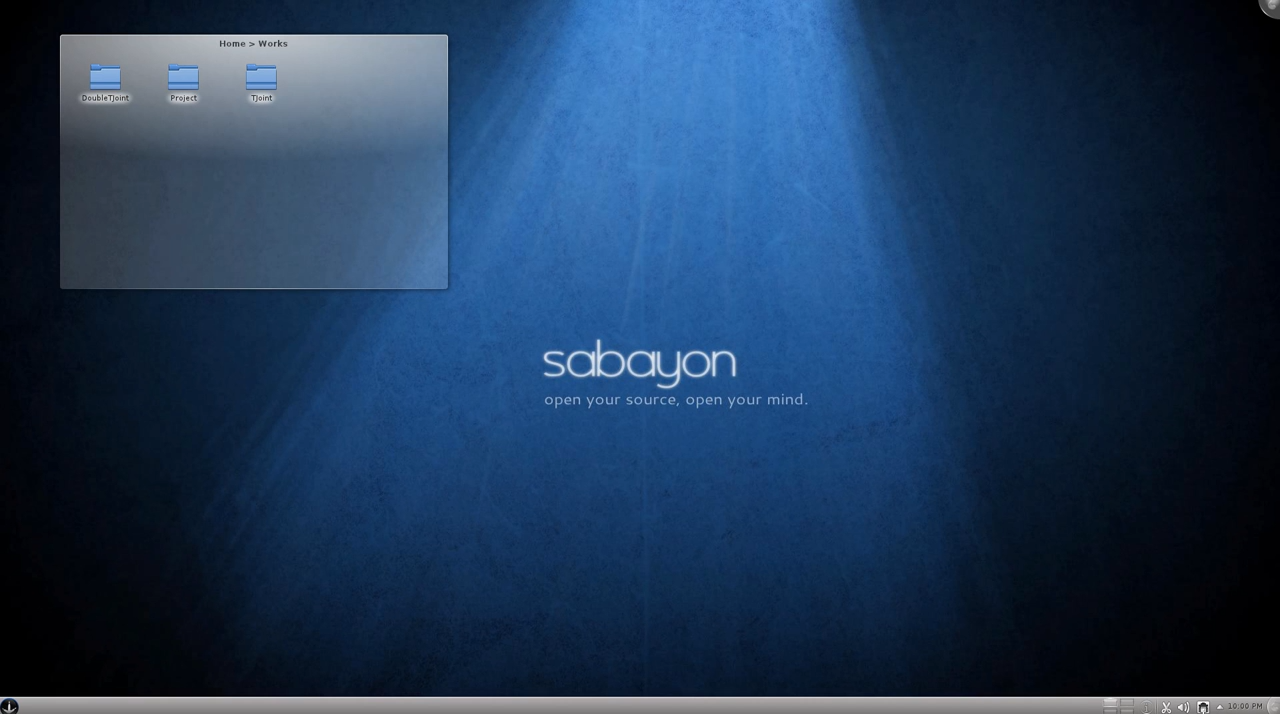 Home > Works
DoubleTJoint
Project
TJoint
sabayon
open your source, open your mind.
10:00 PM